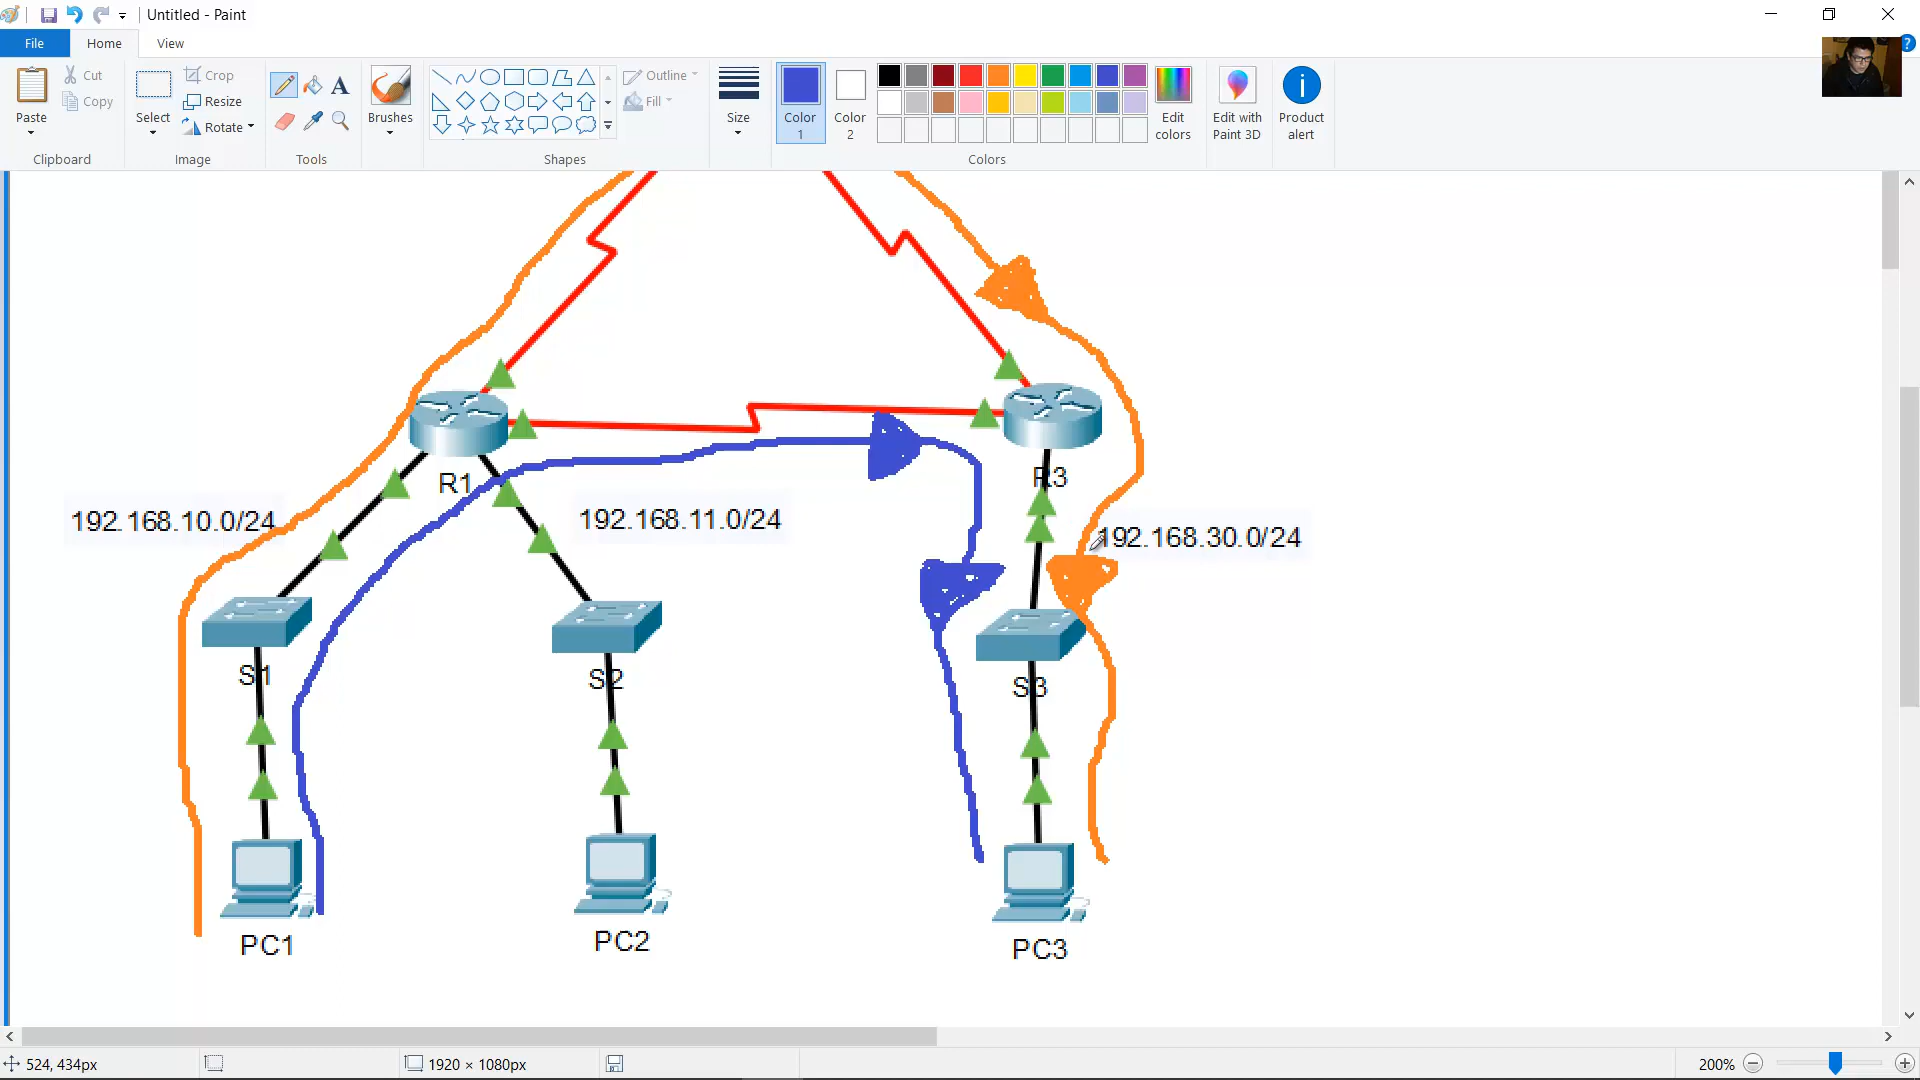 Untitled - Paint
File
Home
View
Paste
Cut
Copy
Clipboard
Select
Crop
Resize
Rotate
Image
A
Tools
Brushes
Outline
Fill
Shapes
Size
Color 1
Color 2
Edit colors
Colors
Edit with Paint 3D
Product alert
i
?
R1
R3
192.168.10.0/24
192.168.11.0/24
192.168.30.0/24
S1
S2
S3
PC1
PC2
PC3
524, 434px
1920 × 1080px
200%